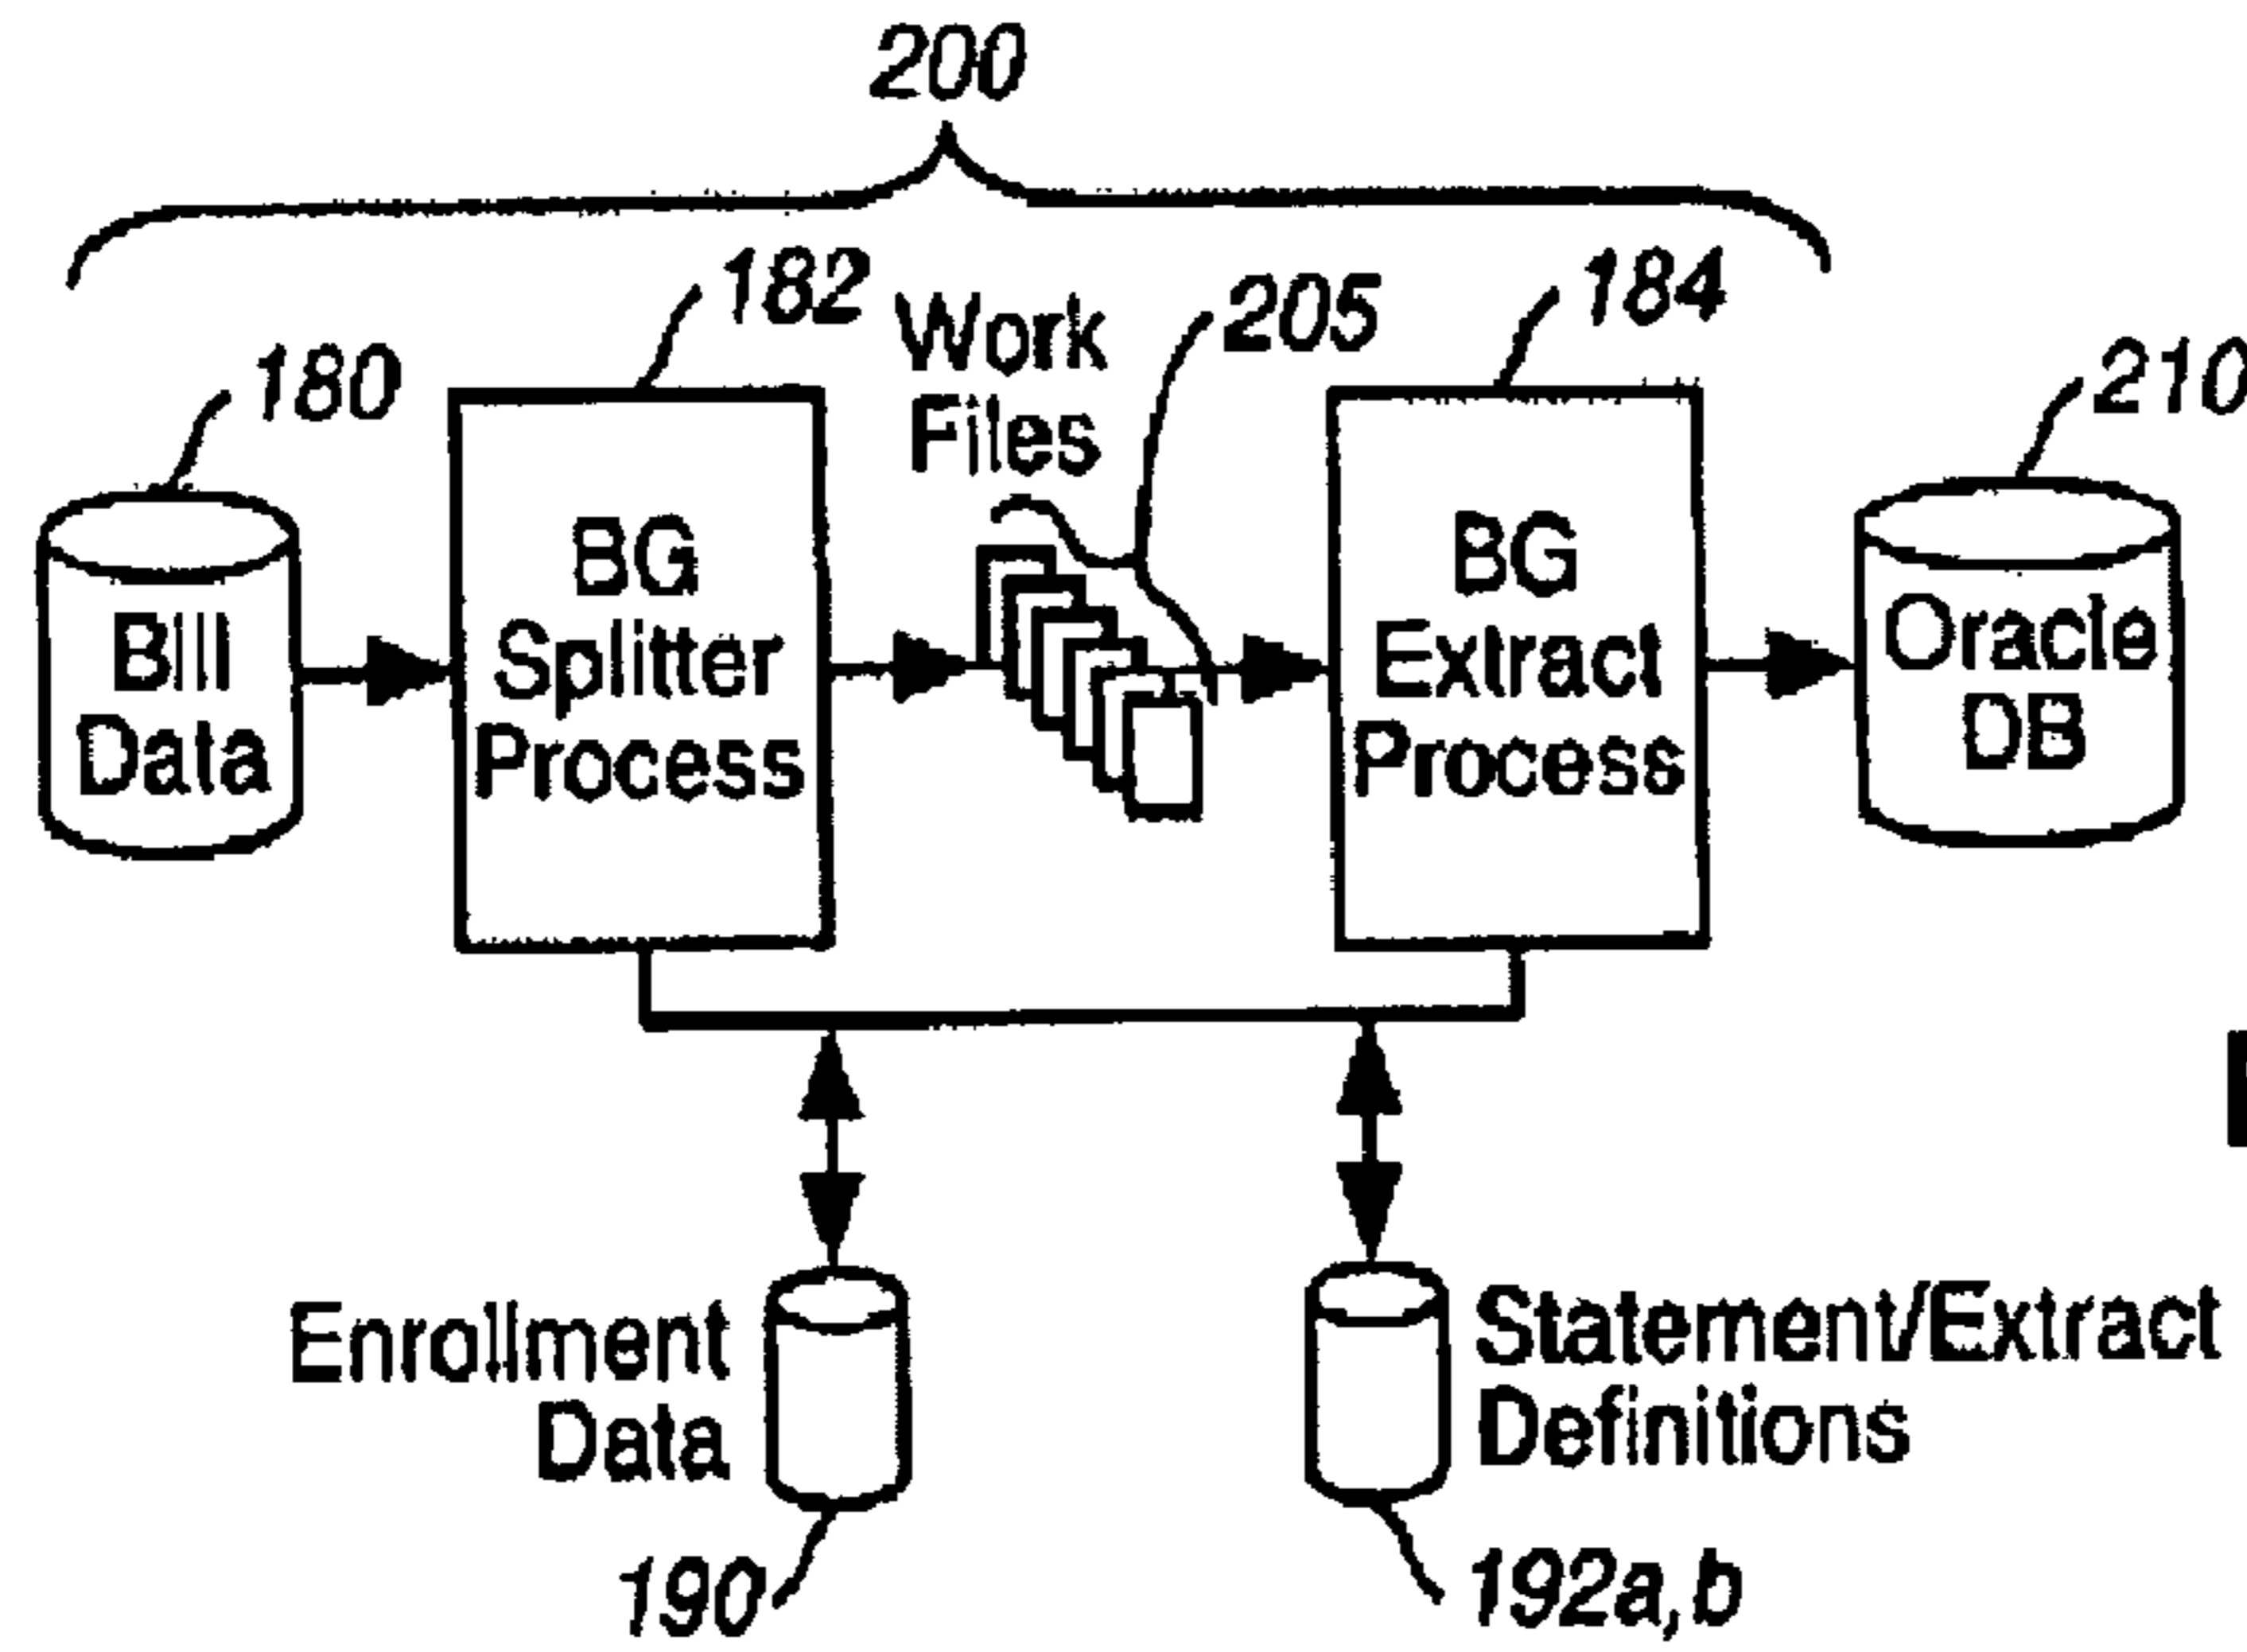 200
182
Work
Files
205
184
180
210
Bill
Data
BG
Splitter
Process
BG
Extract
Process
Oracle
DB
Enrollment
Data
Statement/Extract
Definitions
190
192a,b